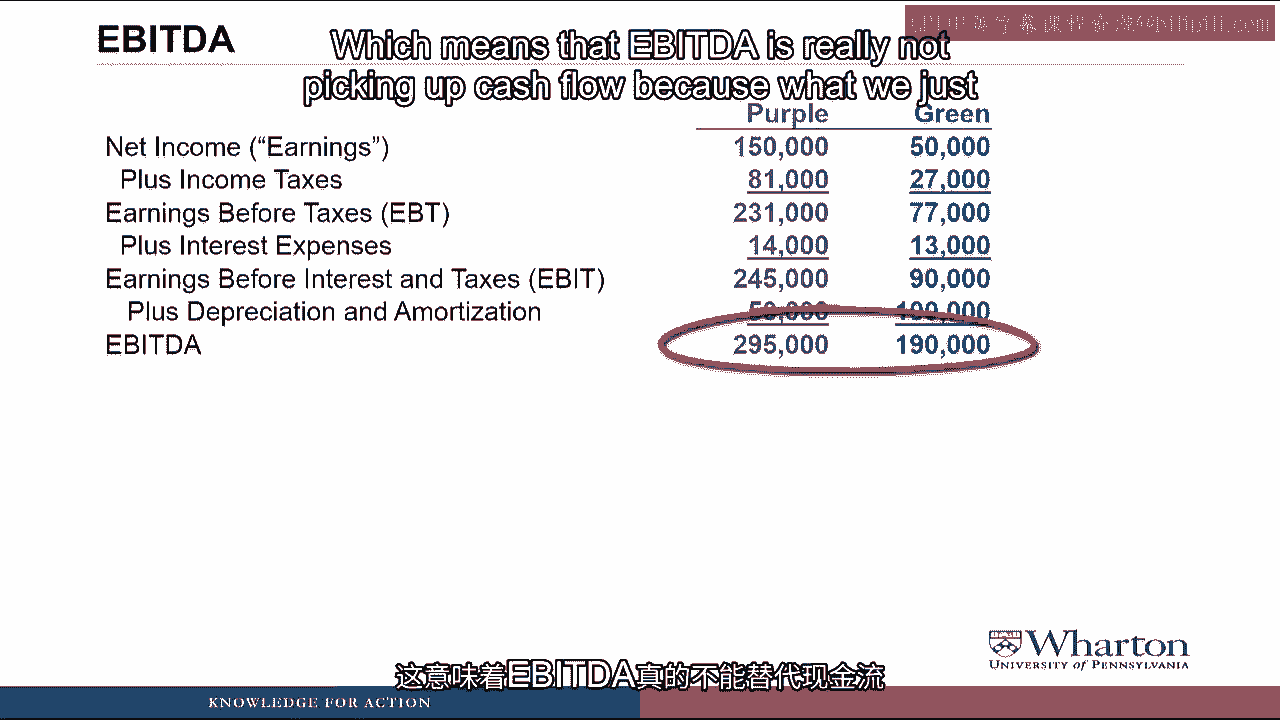 EBITDA
Which means that EBITDA is really not
picking up cash flow because what we just
Purple Green
Net Income (“Earnings”) 150,000 50,000
Plus Income Taxes 81,000 27,000
Earnings Before Taxes (EBT) 231,000 77,000
Plus Interest Expenses 14,000 13,000
Earnings Before Interest and Taxes (EBIT) 245,000 90,000
Plus Depreciation and Amortization 50,000 100,000
EBITDA 295,000 190,000
Wharton
UNIVERSITY of PENNSYLVANIA
这意味着EBITDA真的不能替代现金流
KNOWLEDGE FOR ACTION